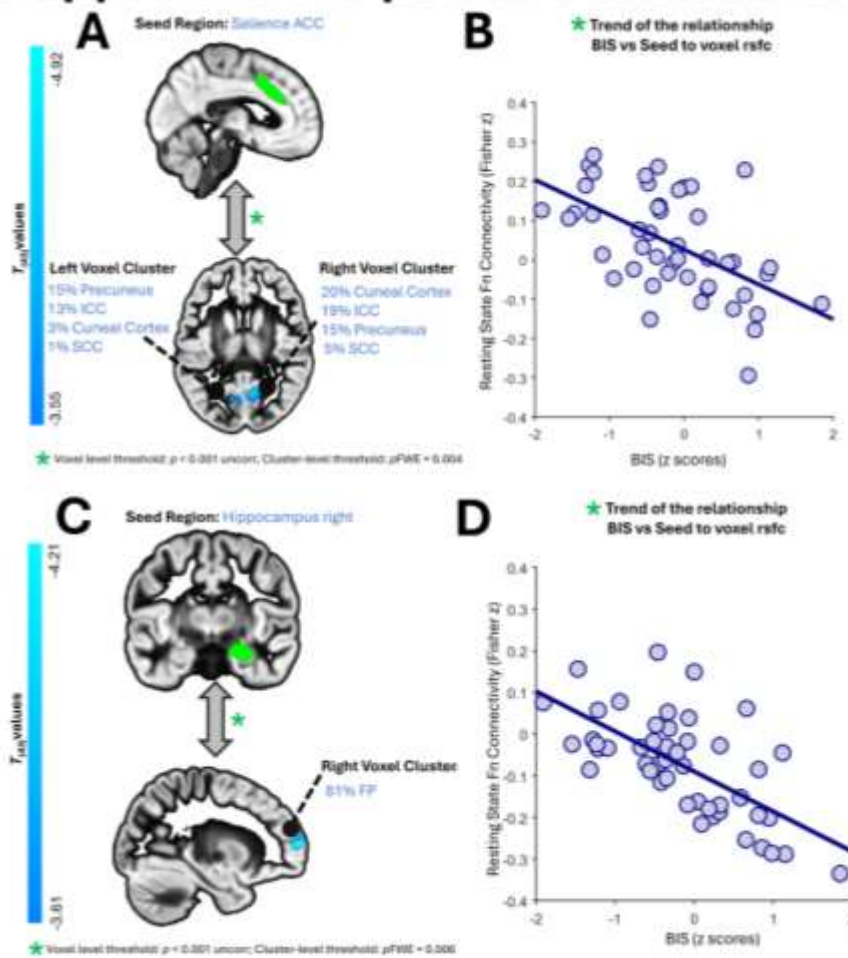 A
Seed Region: Salience ACC
-4.92
values
-3.55
Left Voxel Cluster
15% Precuneus
13% ICC
3% Cuneal Cortex
1% SCC
Right Voxel Cluster
20% Cuneal Cortex
19% ICC
15% Precuneus
5% SCC
* Voxel level threshold: p < 0.001 uncorr; Cluster-level threshold: pFWE = 0.004
B
* Trend of the relationship
BIS vs Seed to voxel rsfc
Resting State Fn Connectivity (Fisher z)
0.4
0.3
0.2
0.1
0
-0.1
-0.2
-0.3
-0.4
-2 -1 0 1 2
BIS (z scores)
C
Seed Region: Hippocampus right
-4.21
values
-3.61
Right Voxel Cluster
81% FP
* Voxel level threshold: p < 0.001 uncorr; Cluster-level threshold: pFWE = 0.006
D
* Trend of the relationship
BIS vs Seed to voxel rsfc
Resting State Fn Connectivity (Fisher z)
0.4
0.3
0.2
0.1
0
-0.1
-0.2
-0.3
-0.4
-2 -1 0 1
BIS (z scores)